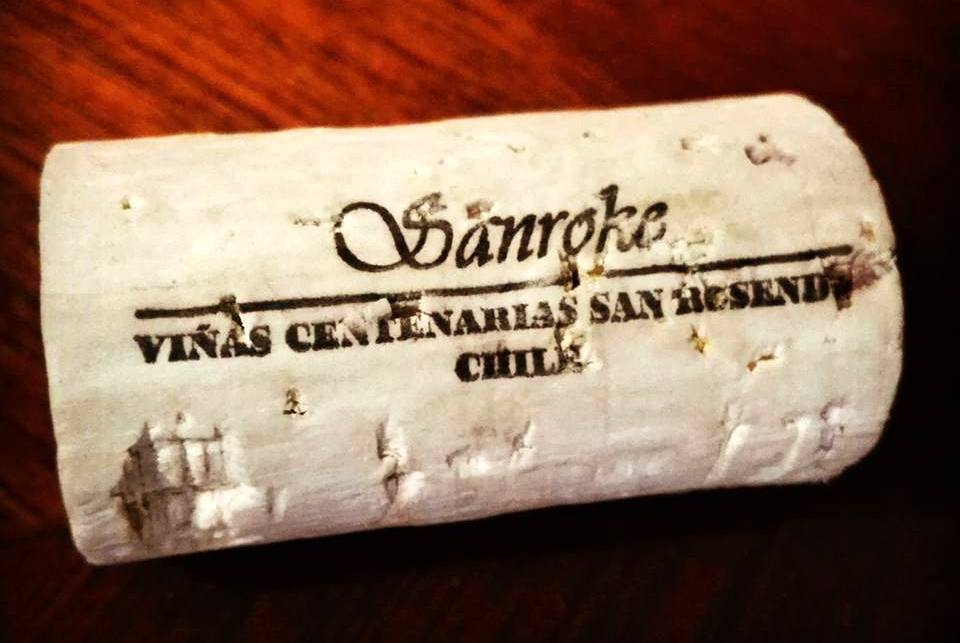 Sanroke
VIÑAS CENTENARIAS SAN ROSENDO
CHILE